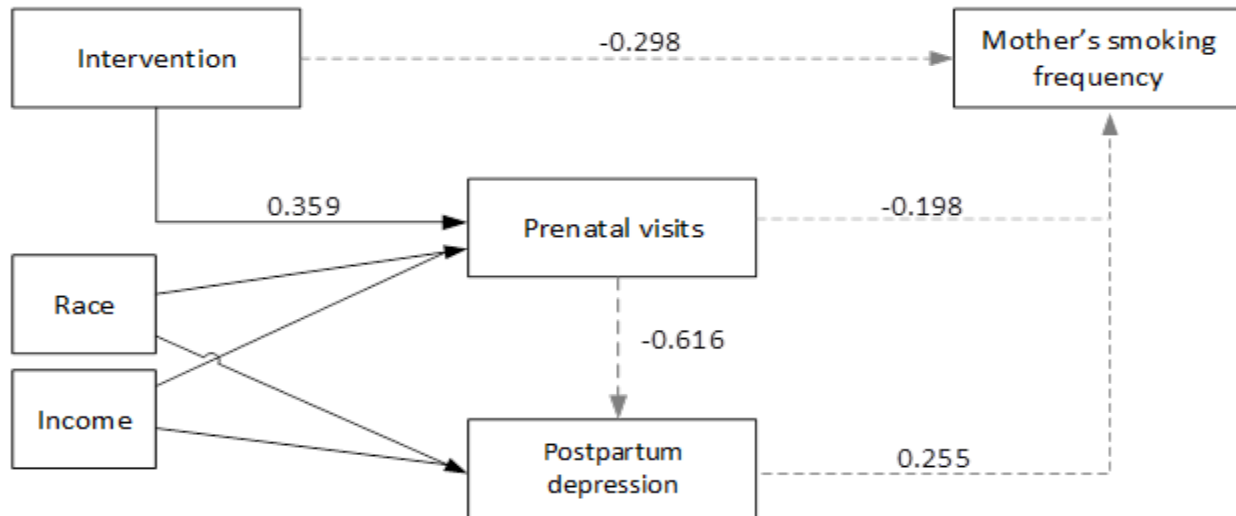 Intervention
-0.298
Mother’s smoking
frequency
0.359
Prenatal visits
-0.198
Race
-0.616
Income
Postpartum
depression
0.255